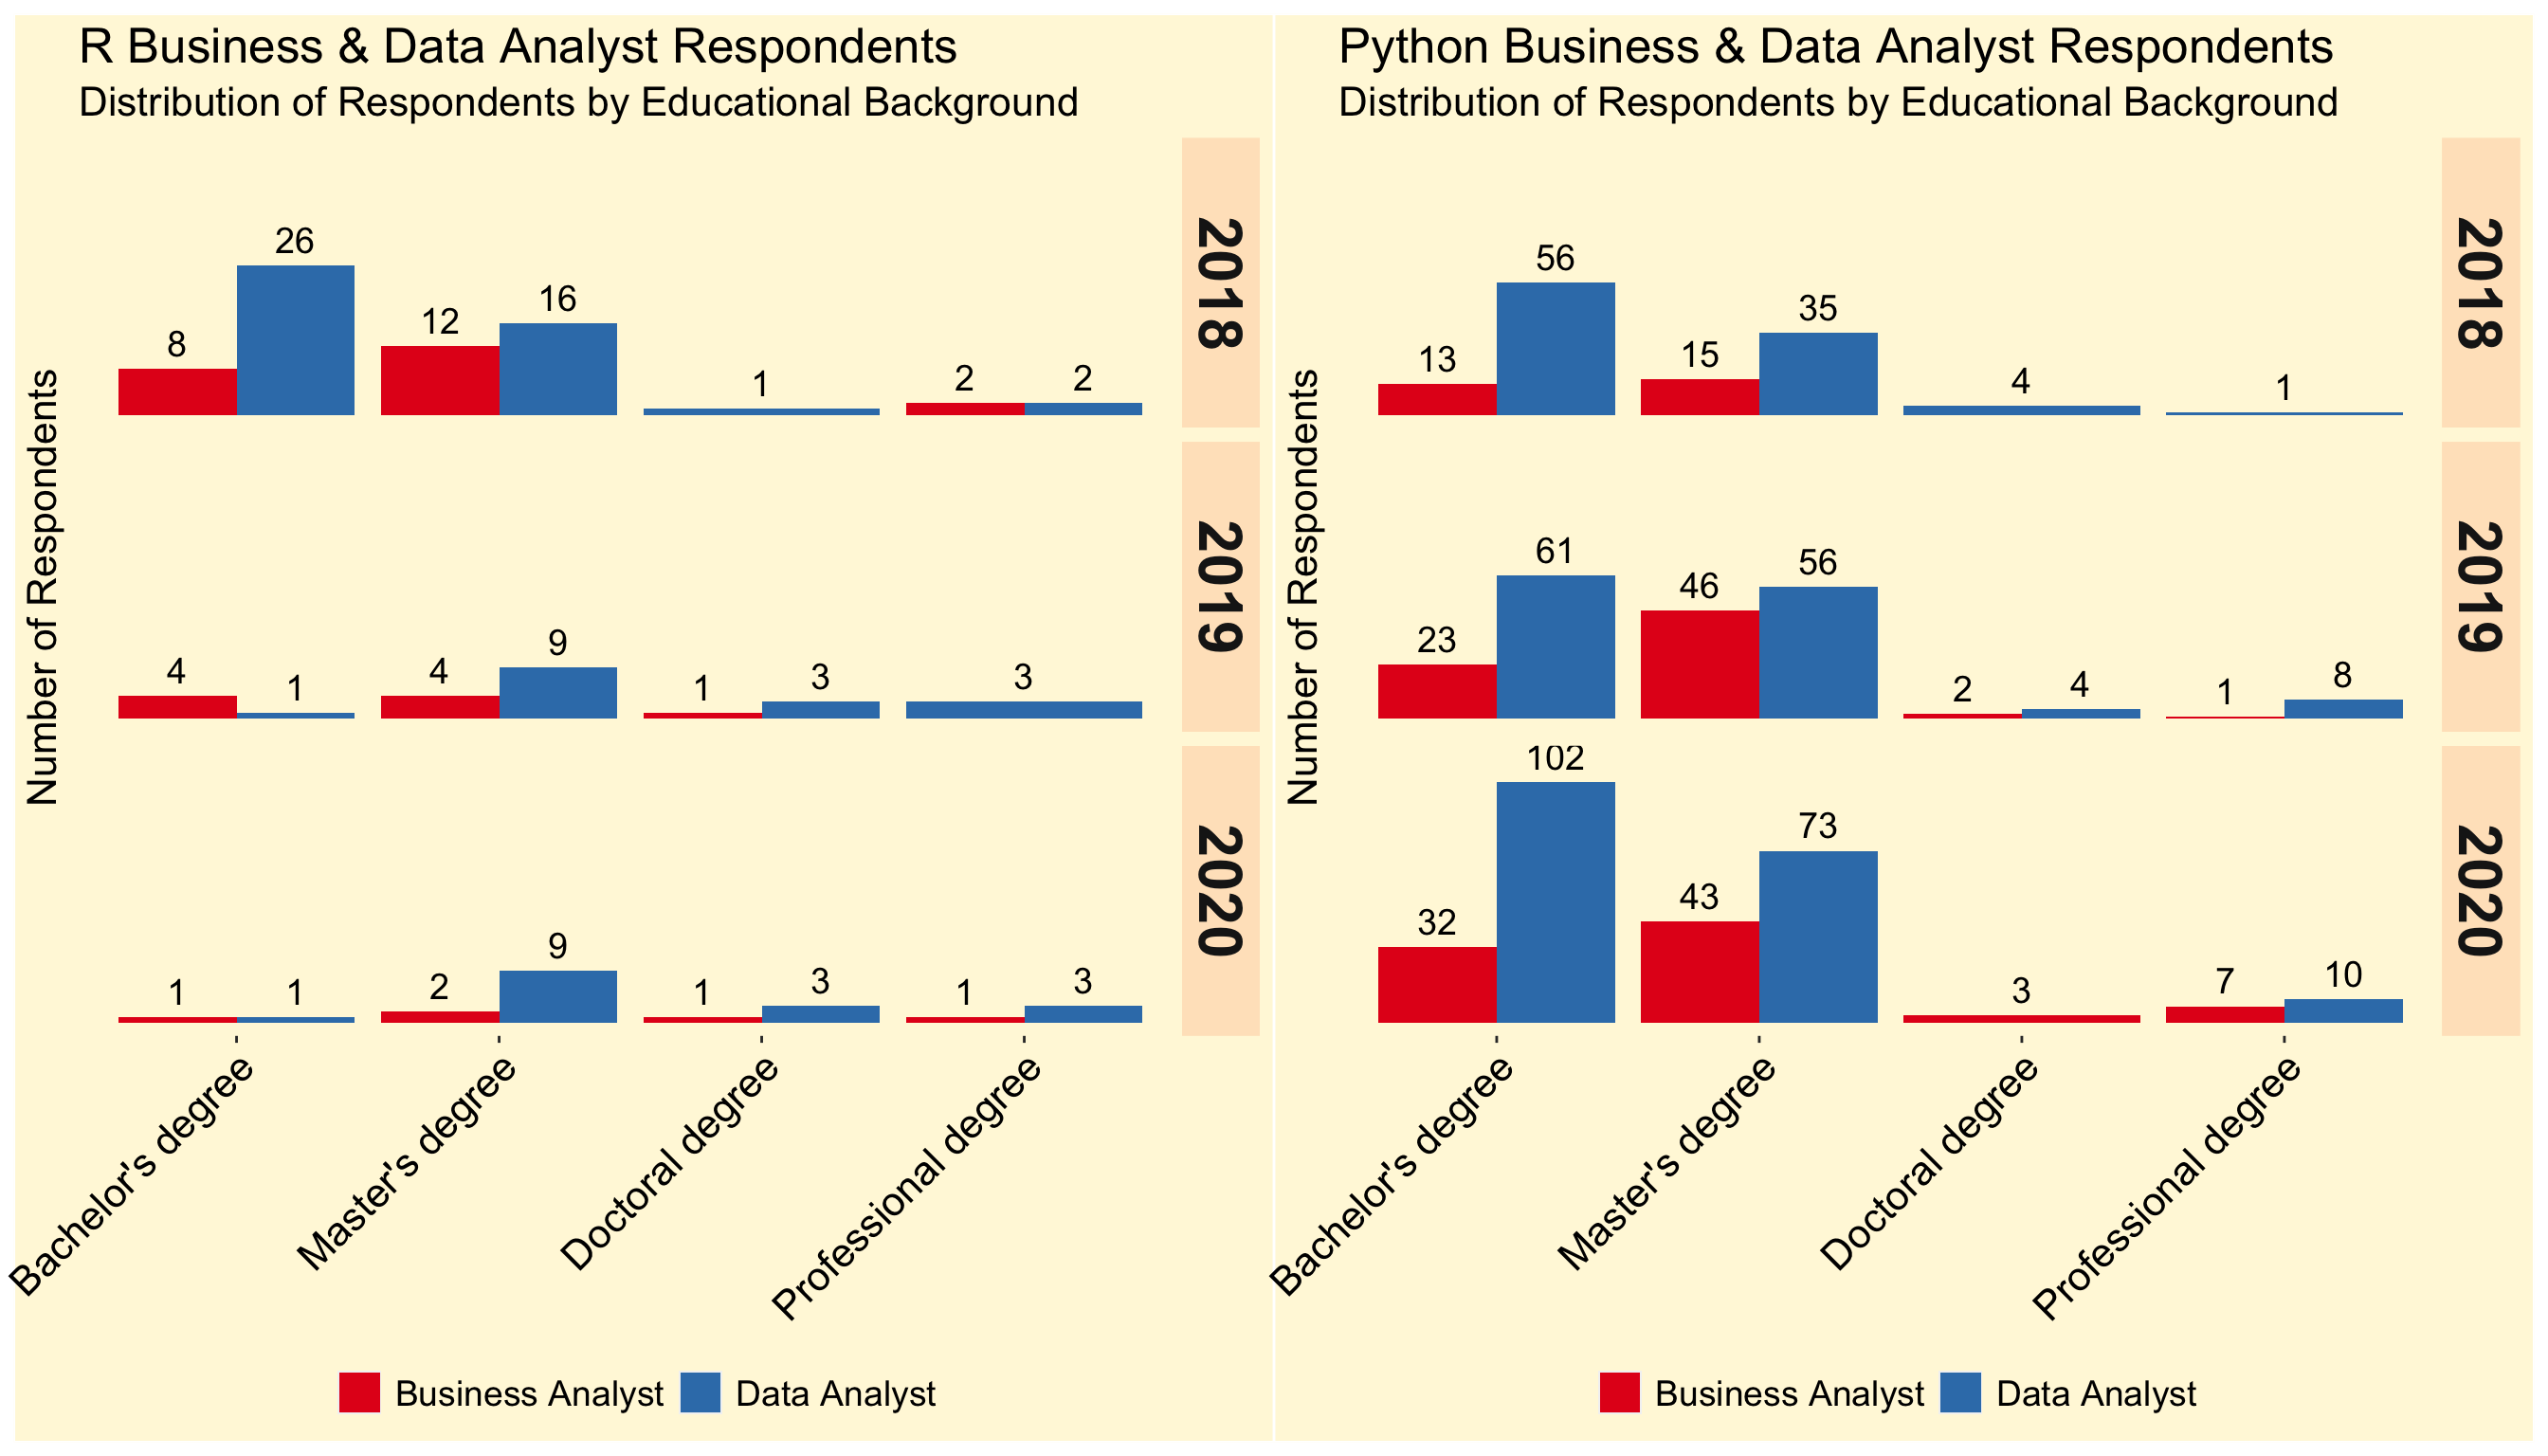 R Business & Data Analyst Respondents
Distribution of Respondents by Educational Background
Number of Respondents
8 26 12 16 1 2 2
2018
4 1 4 9 1 3 3
2019
1 1 2 9 1 3 1 3
2020
Bachelor's degree
Master's degree
Doctoral degree
Professional degree
Business Analyst Data Analyst
Python Business & Data Analyst Respondents
Distribution of Respondents by Educational Background
Number of Respondents
13 56 15 35 4 1
2018
23 61 46 56 2 4 1 8
2019
32 102 43 73 3 7 10
2020
Bachelor's degree
Master's degree
Doctoral degree
Professional degree
Business Analyst Data Analyst